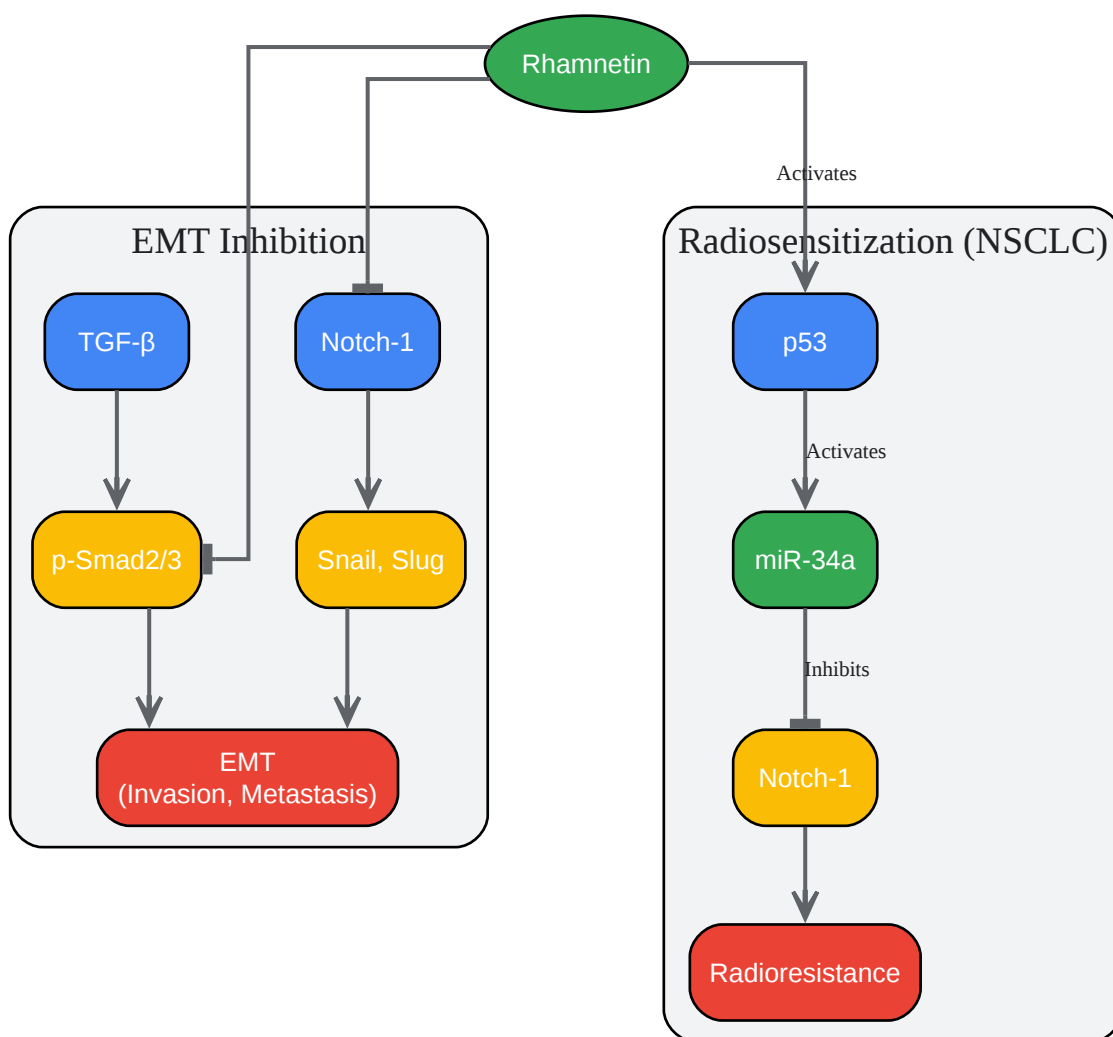 Rhamnetin
Activates
EMT Inhibition
Radiosensitization (NSCLC)
TGF-β
Notch-1
p53
Activates
p-Smad2/3
Snail, Slug
miR-34a
Inhibits
EMT
(Invasion, Metastasis)
Notch-1
Radioresistance